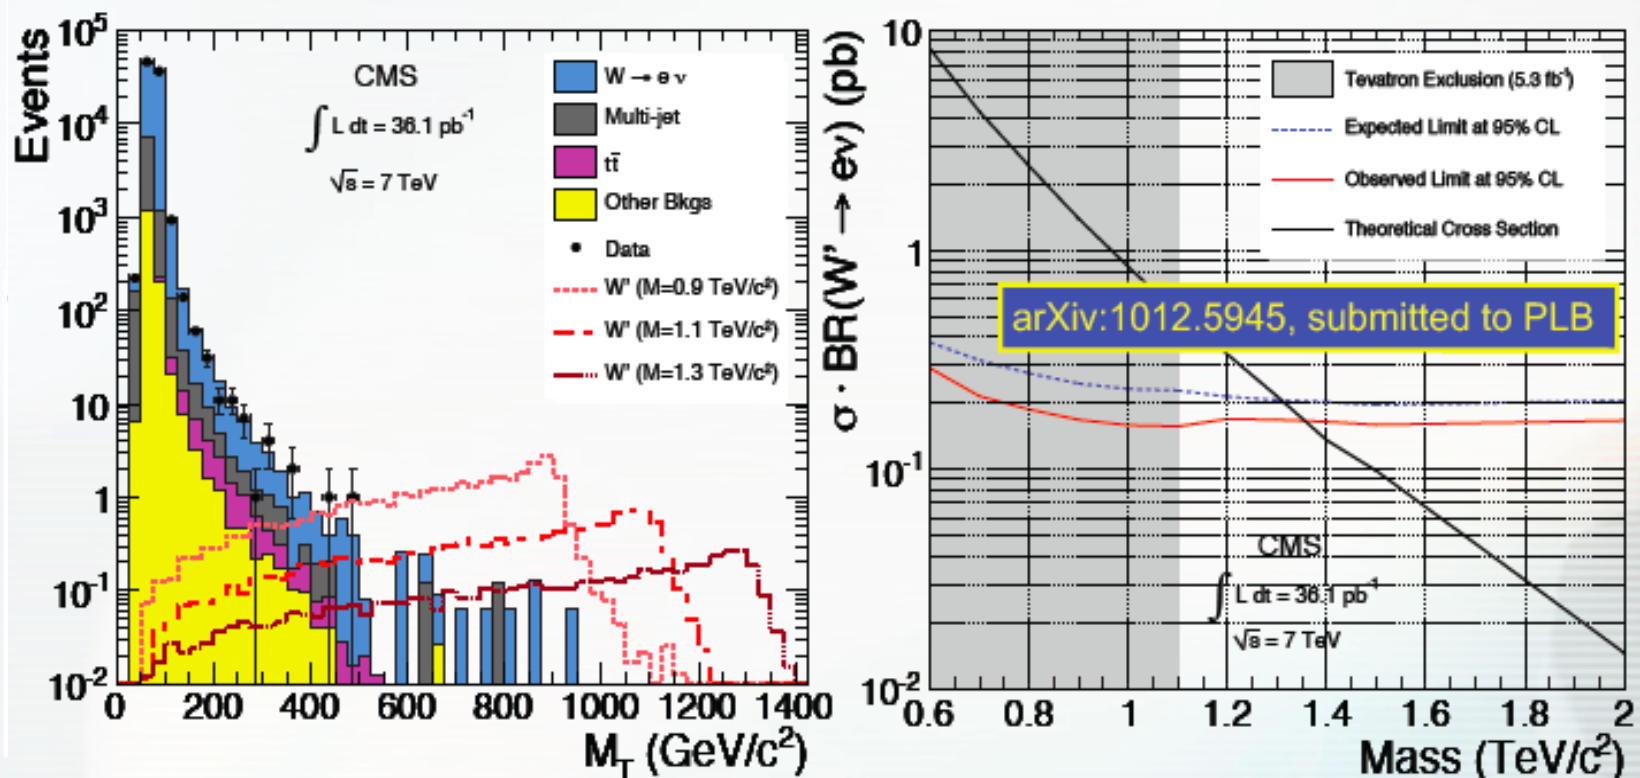 Events
10^5
10^4
10^3
10^2
10
1
10^-1
10^-2
CMS
∫ L dt = 36.1 pb^-1
√s = 7 TeV
W → e ν
Multi-jet
tt̄
Other Bkgs
Data
W' (M=0.9 TeV/c²)
W' (M=1.1 TeV/c²)
W' (M=1.3 TeV/c²)
0 200 400 600 800 1000 1200 1400
M_T (GeV/c²)
σ · BR(W' → eν) (pb)
10
1
10^-1
10^-2
Tevatron Exclusion (5.3 fb^-1)
Expected Limit at 95% CL
Observed Limit at 95% CL
Theoretical Cross Section
arXiv:1012.5945, submitted to PLB
CMS
∫ L dt = 36.1 pb^-1
√s = 7 TeV
0.6 0.8 1 1.2 1.4 1.6 1.8 2
Mass (TeV/c²)